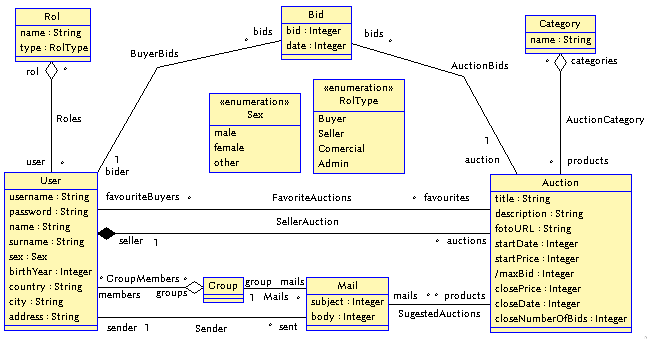 Rol
name : String
type : RolType
Bid
bid : Integer
date : Integer
Category
name : String
bids
bids
BuyerBids
AuctionBids
rol *
* categories
«enumeration»
Sex
male
female
other
«enumeration»
RolType
Buyer
Seller
Comercial
Admin
Roles
AuctionCategory
user *
1
bider
1
auction
* products
User
username : String
password : String
name : String
surname : String
sex : Sex
birthYear : Integer
country : String
city : String
address : String
Auction
title : String
description : String
fotoURL : String
startDate : Integer
startPrice : Integer
/maxBid : Integer
closePrice : Integer
closeDate : Integer
closeNumberOfBids : Integer
favouriteBuyers * FavoriteAuctions * favourites
SellerAuction
seller 1 * auctions
* GroupMembers *
members groups
Group
group mails
1 Mails *
Mail
subject : Integer
body : Integer
mails * * products
SugestedAuctions
sender 1 Sender * sent